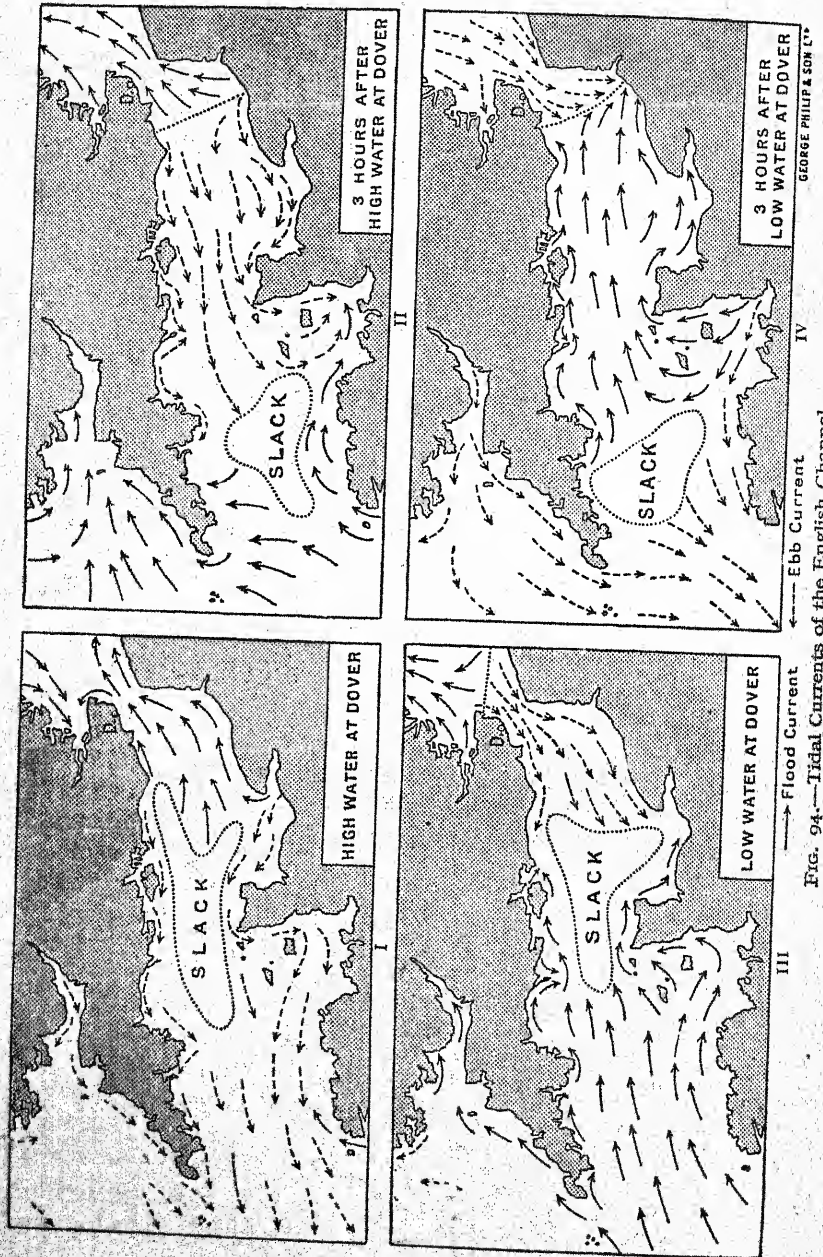 SLACK
D.
HIGH WATER AT DOVER
I
SLACK
D.
3 HOURS AFTER
HIGH WATER AT DOVER
II
SLACK
D.
LOW WATER AT DOVER
III
SLACK
D.
3 HOURS AFTER
LOW WATER AT DOVER
IV
GEORGE PHILIP & SON LTD
Flood Current
Ebb Current
FIG. 94.—Tidal Currents of the English Channel